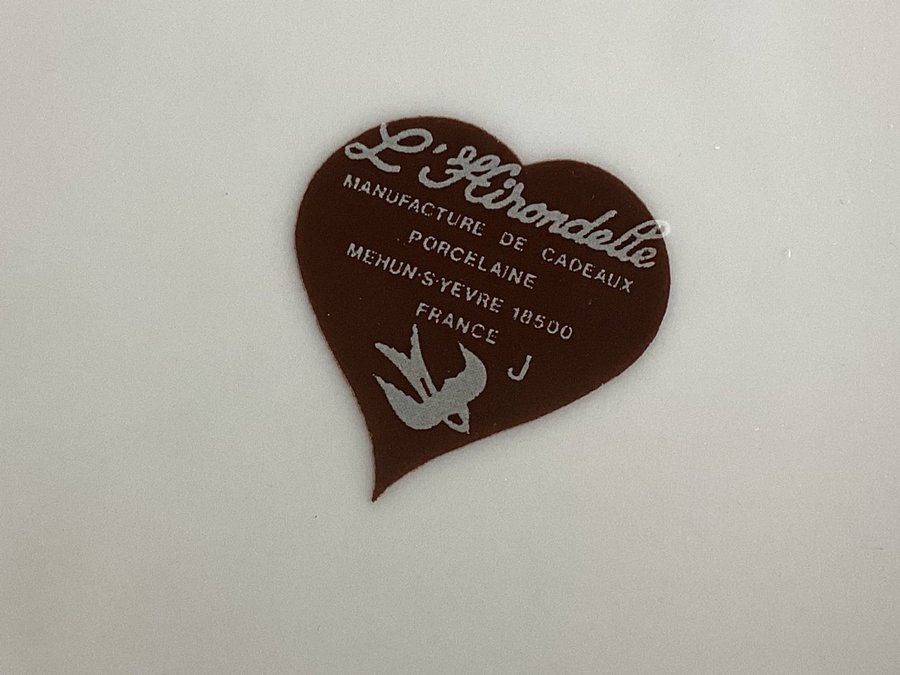 L'Hirondelle
MANUFACTURE DE CADEAUX
PORCELAINE
MEHUN·S·YEVRE 18500
FRANCE
J